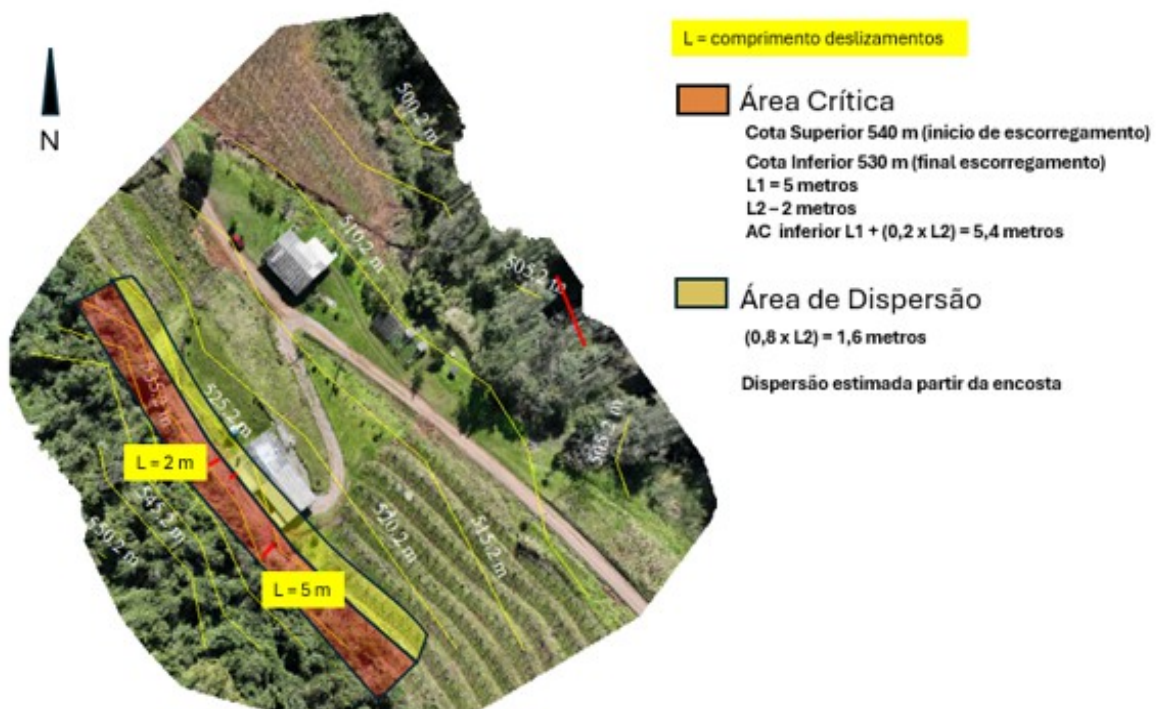 L = comprimento deslizamentos
Área Crítica
Cota Superior 540 m (inicio de escorregamento)
Cota Inferior 530 m (final escorregamento)
L1 = 5 metros
L2 – 2 metros
AC inferior L1 + (0,2 x L2) = 5,4 metros
Área de Dispersão
(0,8 x L2) = 1,6 metros
Dispersão estimada partir da encosta
N
500.2 m
510.2 m
505.2 m
535.2 m
525.2 m
505.2 m
L = 2 m
545.2 m
550.2 m
520.2 m
515.2 m
L = 5 m